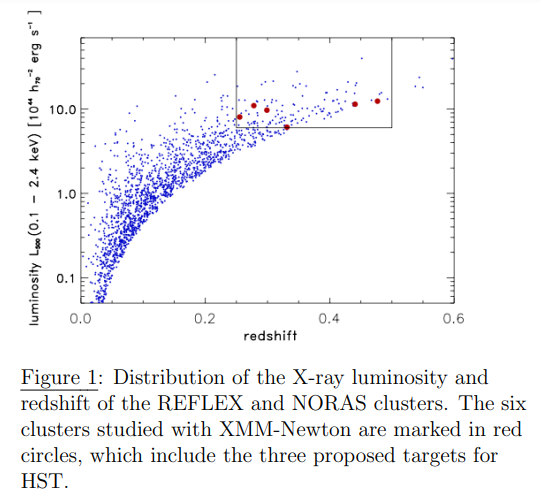 luminosity L₅₀₀(0.1 − 2.4 keV) [10⁴⁴ h₇₀⁻² erg s⁻¹]
10.0
1.0
0.1
0.0 0.2 0.4 0.6
redshift
Figure 1: Distribution of the X-ray luminosity and
redshift of the REFLEX and NORAS clusters. The six
clusters studied with XMM-Newton are marked in red
circles, which include the three proposed targets for
HST.